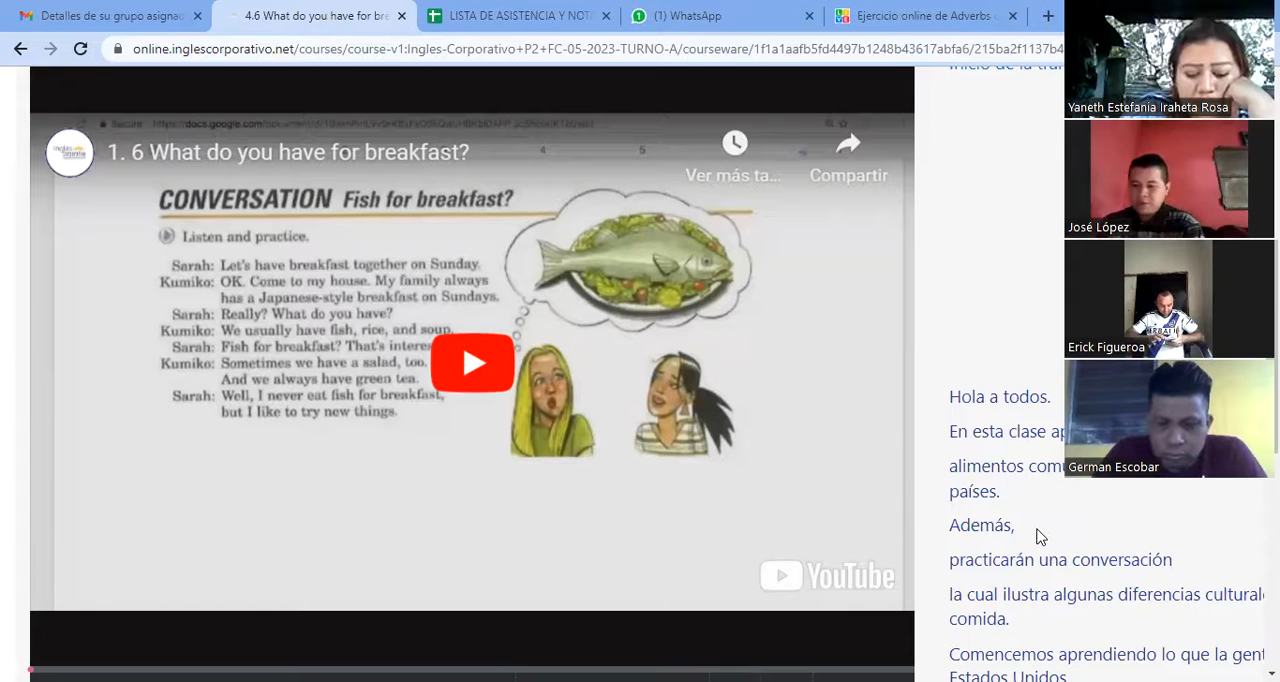 Detalles de su grupo asigna
4.6 What do you have for bre
LISTA DE ASISTENCIA Y NOT
(1) WhatsApp
Ejercicio online de Adverbs
online.inglescorporativo.net/courses/course-v1:Ingles-Corporativo+P2+FC-05-2023-TURNO-A/courseware/1f1a1aafb5fd4497b1248b43617abfa6/215ba2f1137b4
1. 6 What do you have for breakfast?
Ver más ta...
Compartir
4
5
CONVERSATION Fish for breakfast?
Listen and practice.
Sarah: Let's have breakfast together on Sunday.
Kumiko: OK. Come to my house. My family always
has a Japanese-style breakfast on Sundays.
Sarah: Really? What do you have?
Kumiko: We usually have fish, rice, and soup.
Sarah: Fish for breakfast? That's interes
Kumiko: Sometimes we have a salad, too.
And we always have green tea.
Sarah: Well, I never eat fish for breakfast,
but I like to try new things.
YouTube
Hola a todos.
En esta clase ap
alimentos comu
países.
Además,
practicarán una conversación
la cual ilustra algunas diferencias cultural
comida.
Comencemos aprendiendo lo que la gent
Estados Unidos
Yaneth Estefania Iraheta Rosa
José López
Erick Figueroa
German Escobar